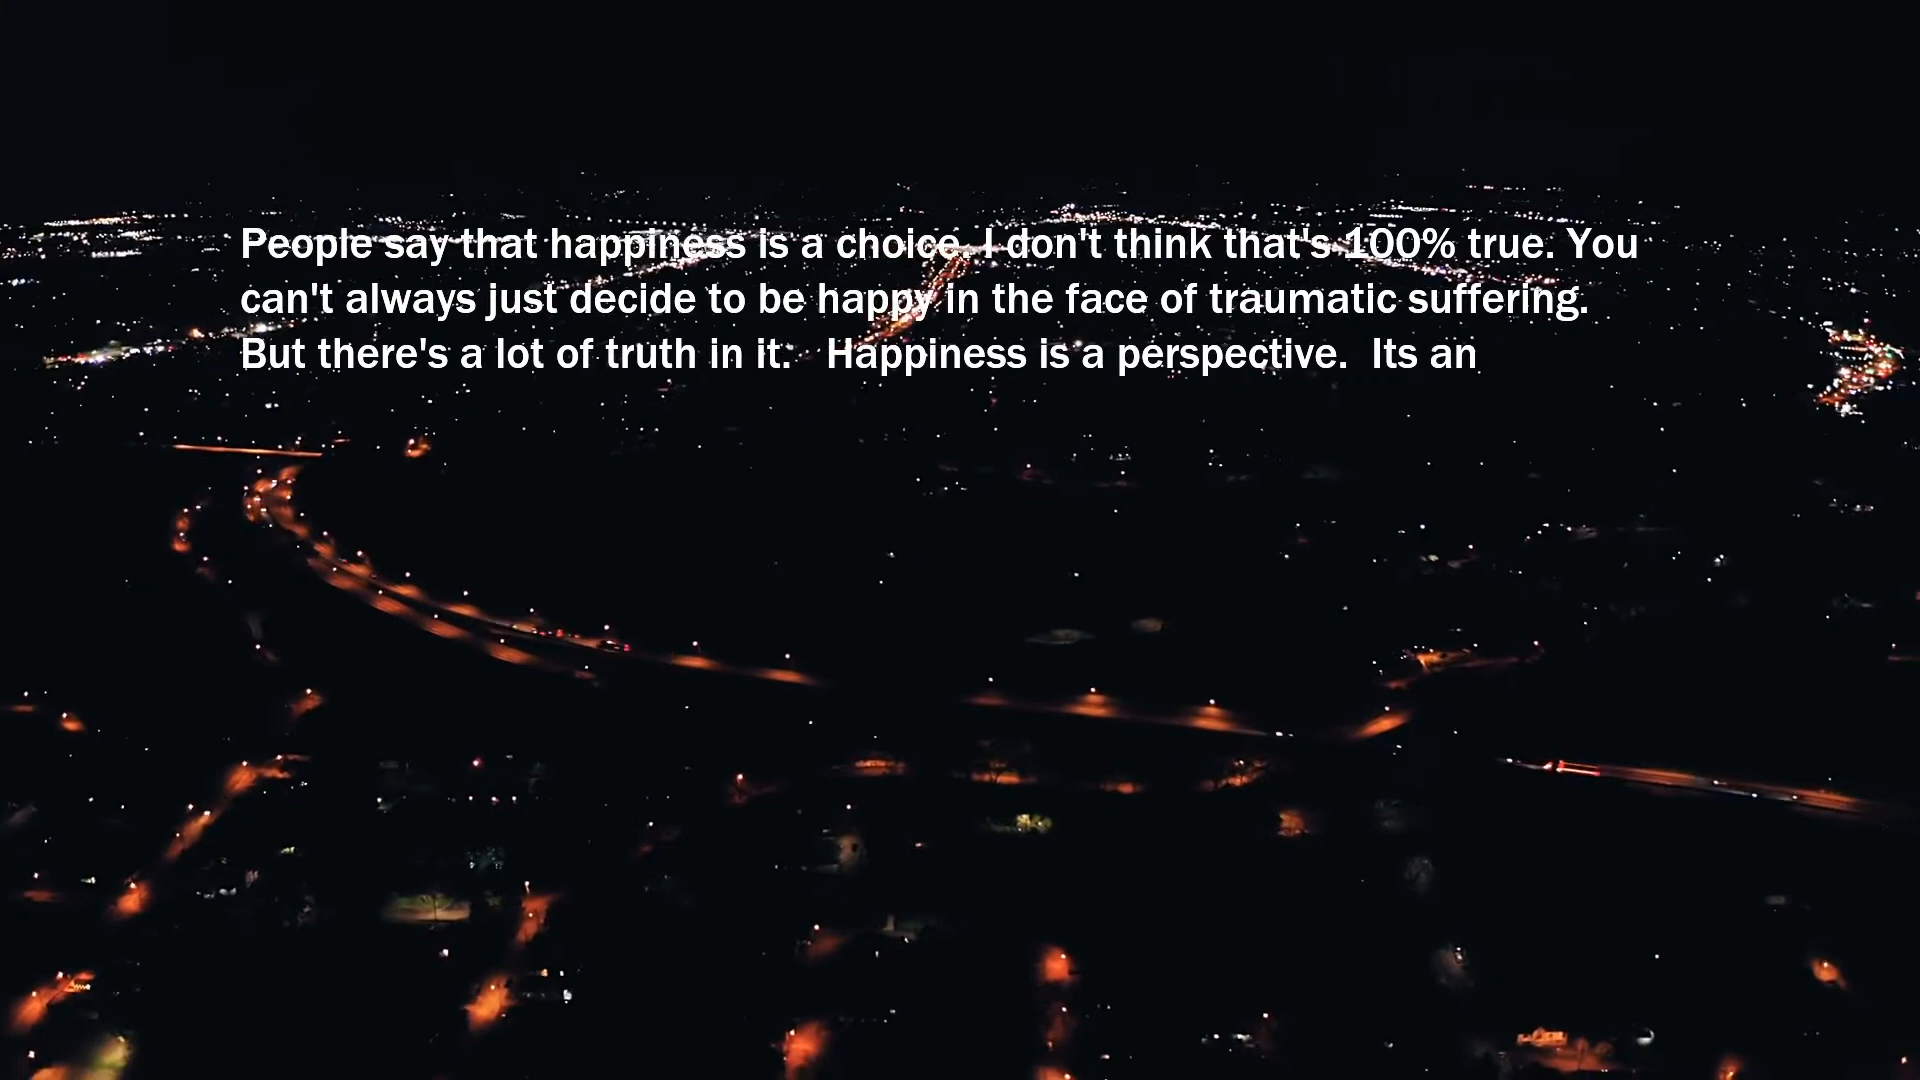 People say that happiness is a choice. I don't think that's 100% true. You
can't always just decide to be happy in the face of traumatic suffering.
But there's a lot of truth in it.   Happiness is a perspective.  Its an